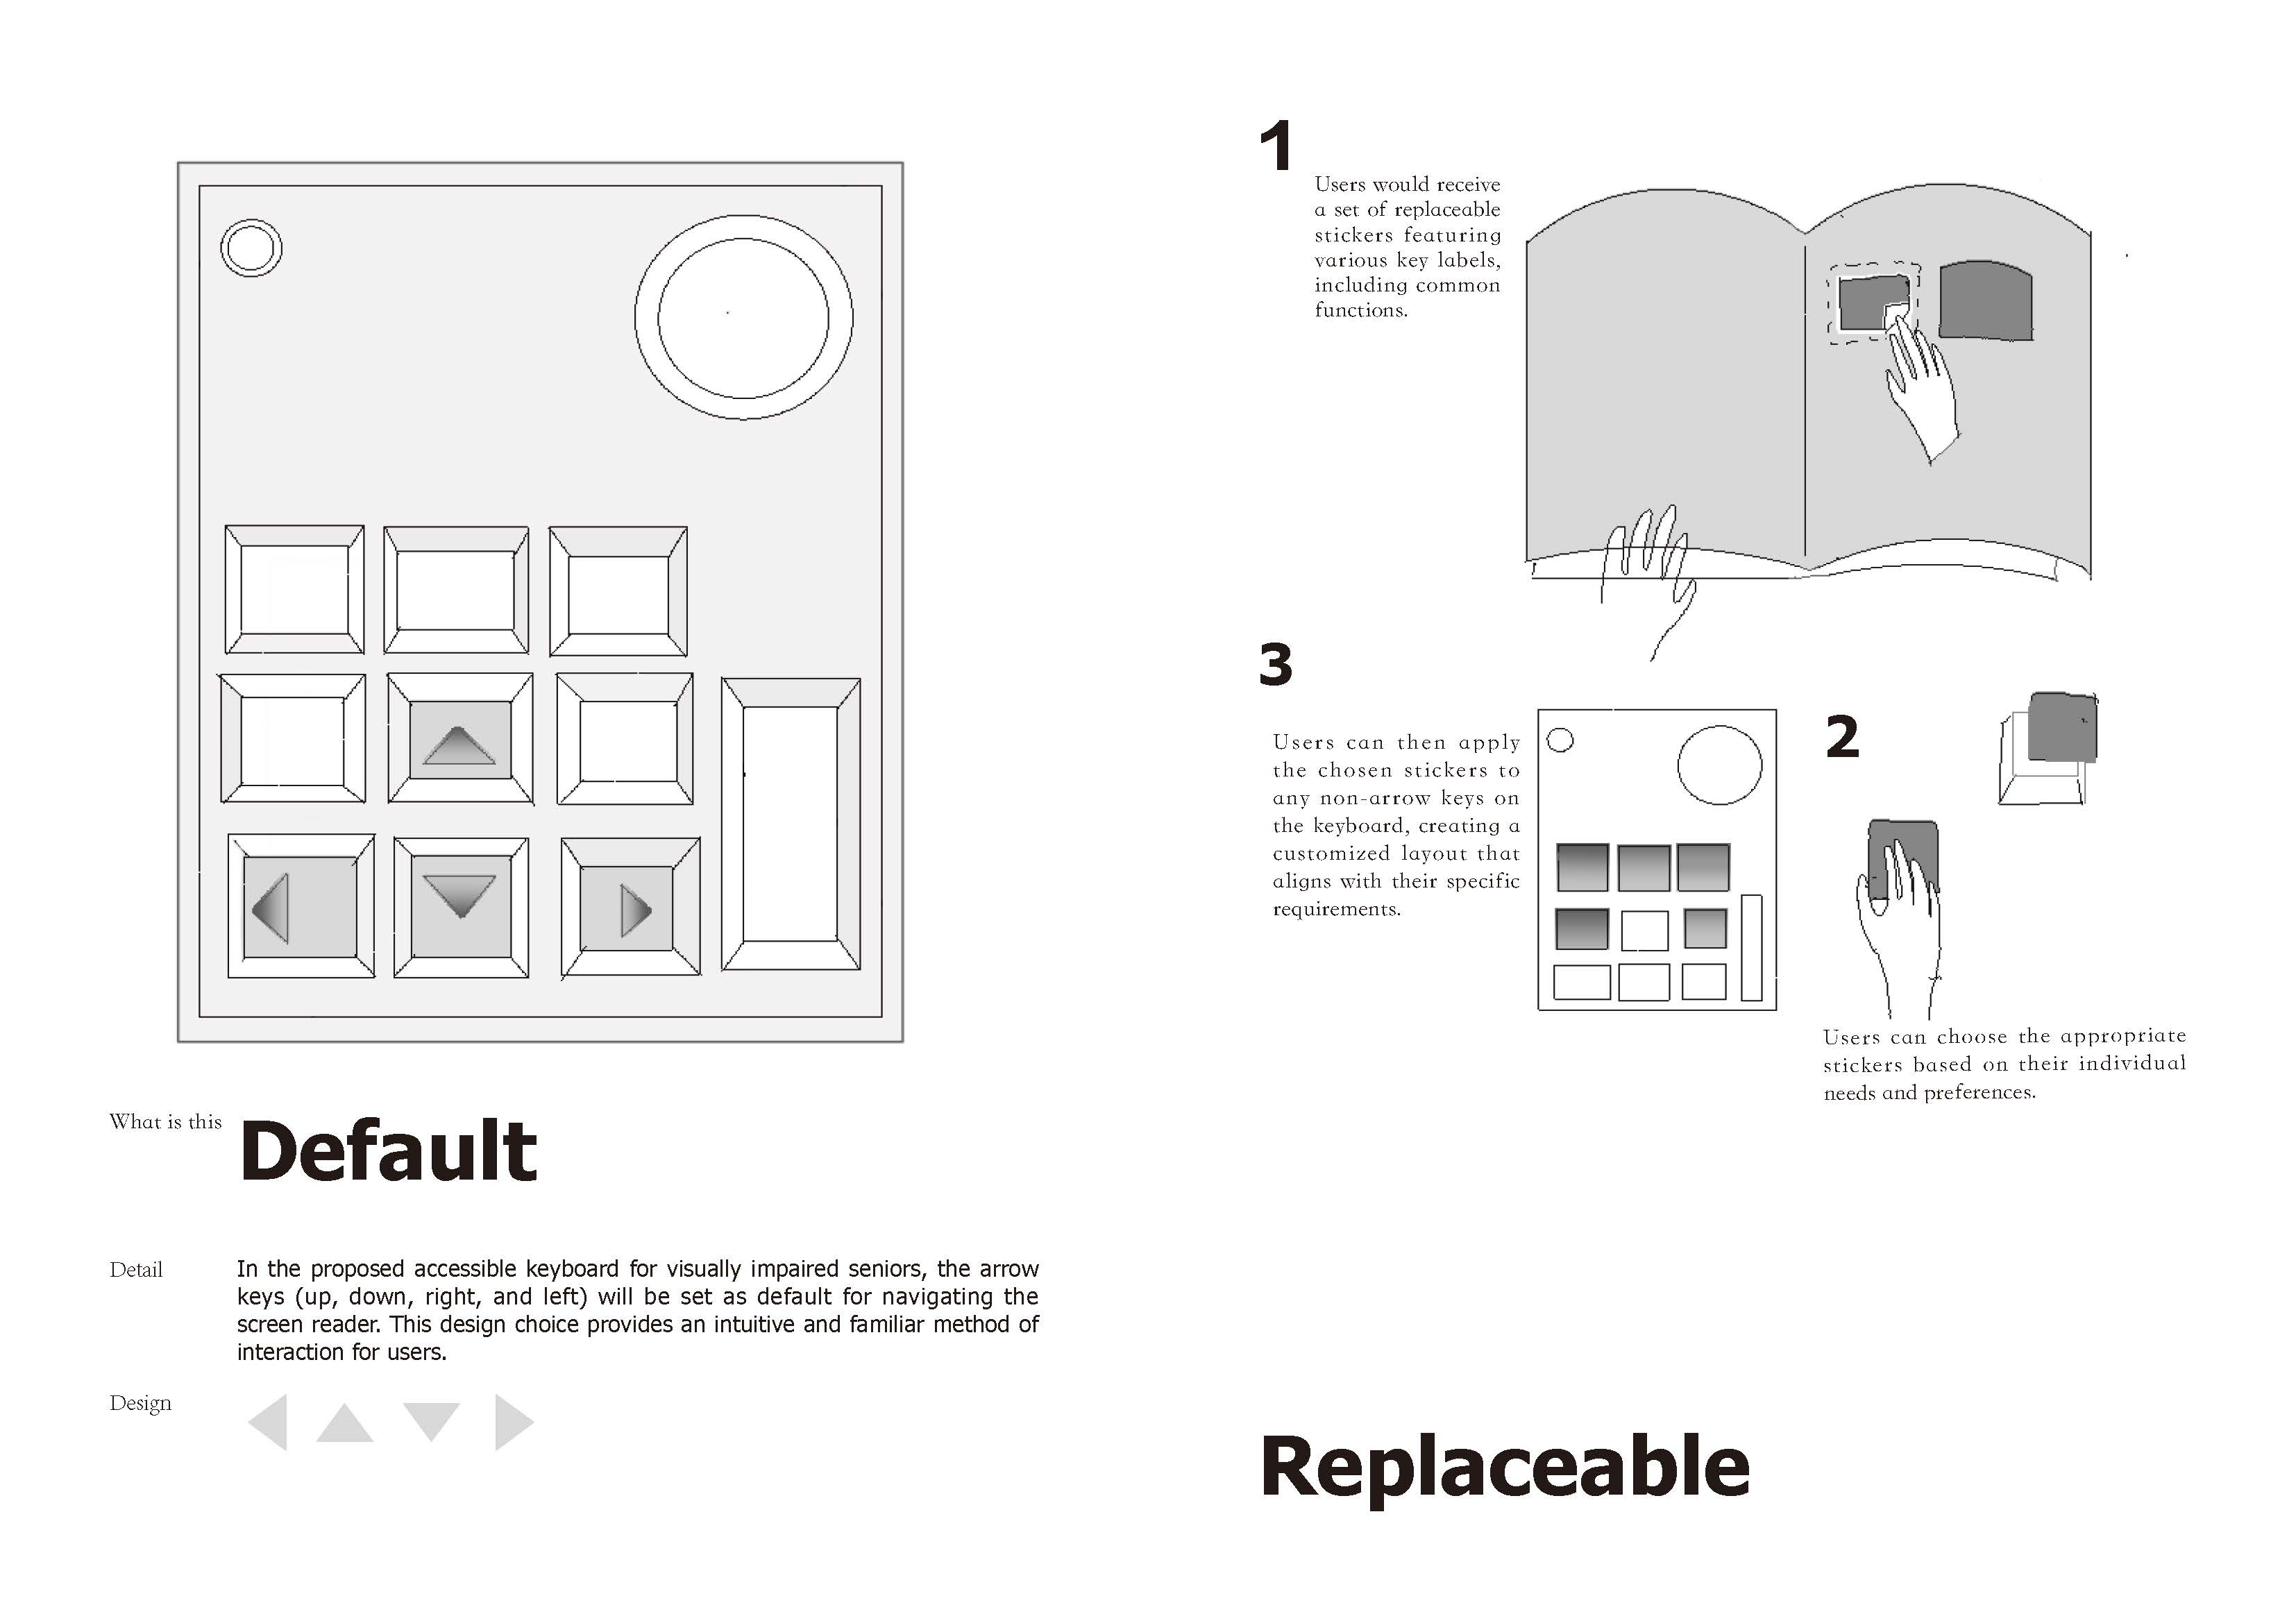 What is this
Default
Detail
In the proposed accessible keyboard for visually impaired seniors, the arrow
keys (up, down, right, and left) will be set as default for navigating the
screen reader. This design choice provides an intuitive and familiar method of
interaction for users.
Design
1
Users would receive
a set of replaceable
stickers featuring
various key labels,
including common
functions.
2
Users can choose the appropriate
stickers based on their individual
needs and preferences.
3
Users can then apply
the chosen stickers to
any non-arrow keys on
the keyboard, creating a
customized layout that
aligns with their specific
requirements.
Replaceable